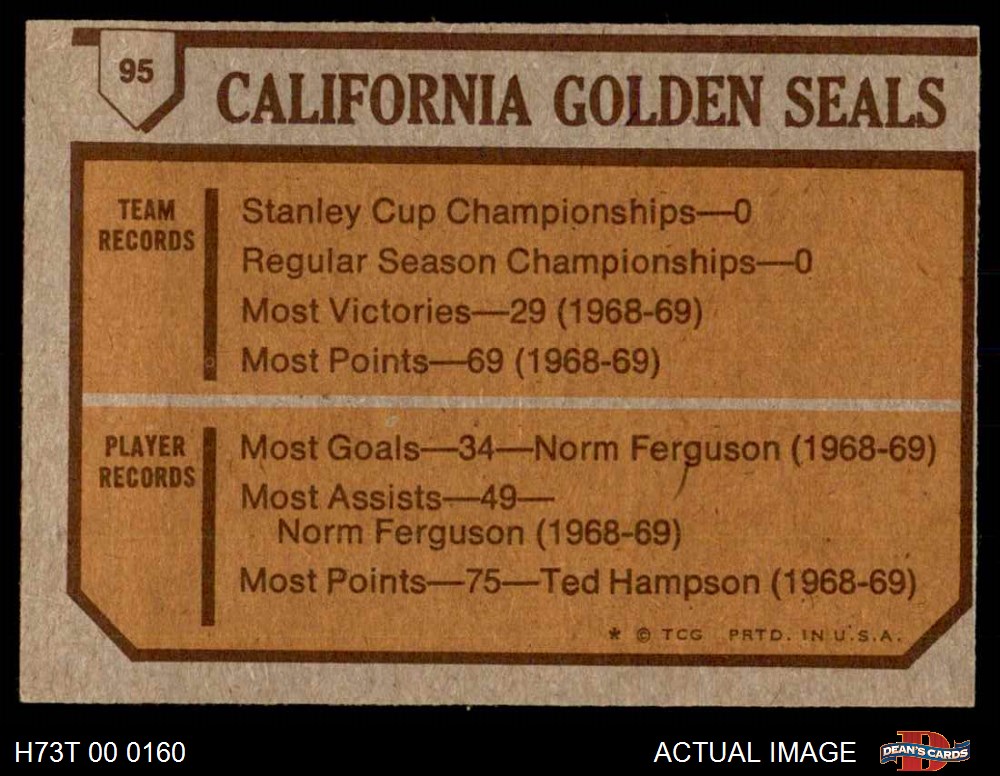 95
CALIFORNIA GOLDEN SEALS
TEAM
RECORDS
Stanley Cup Championships—0
Regular Season Championships—0
Most Victories—29 (1968-69)
Most Points—69 (1968-69)
PLAYER
RECORDS
Most Goals—34—Norm Ferguson (1968-69)
Most Assists—49—
Norm Ferguson (1968-69)
Most Points—75—Ted Hampson (1968-69)
* © TCG PRTD. IN U.S.A.
H73T 00 0160
ACTUAL IMAGE
D
DEAN'S CARDS